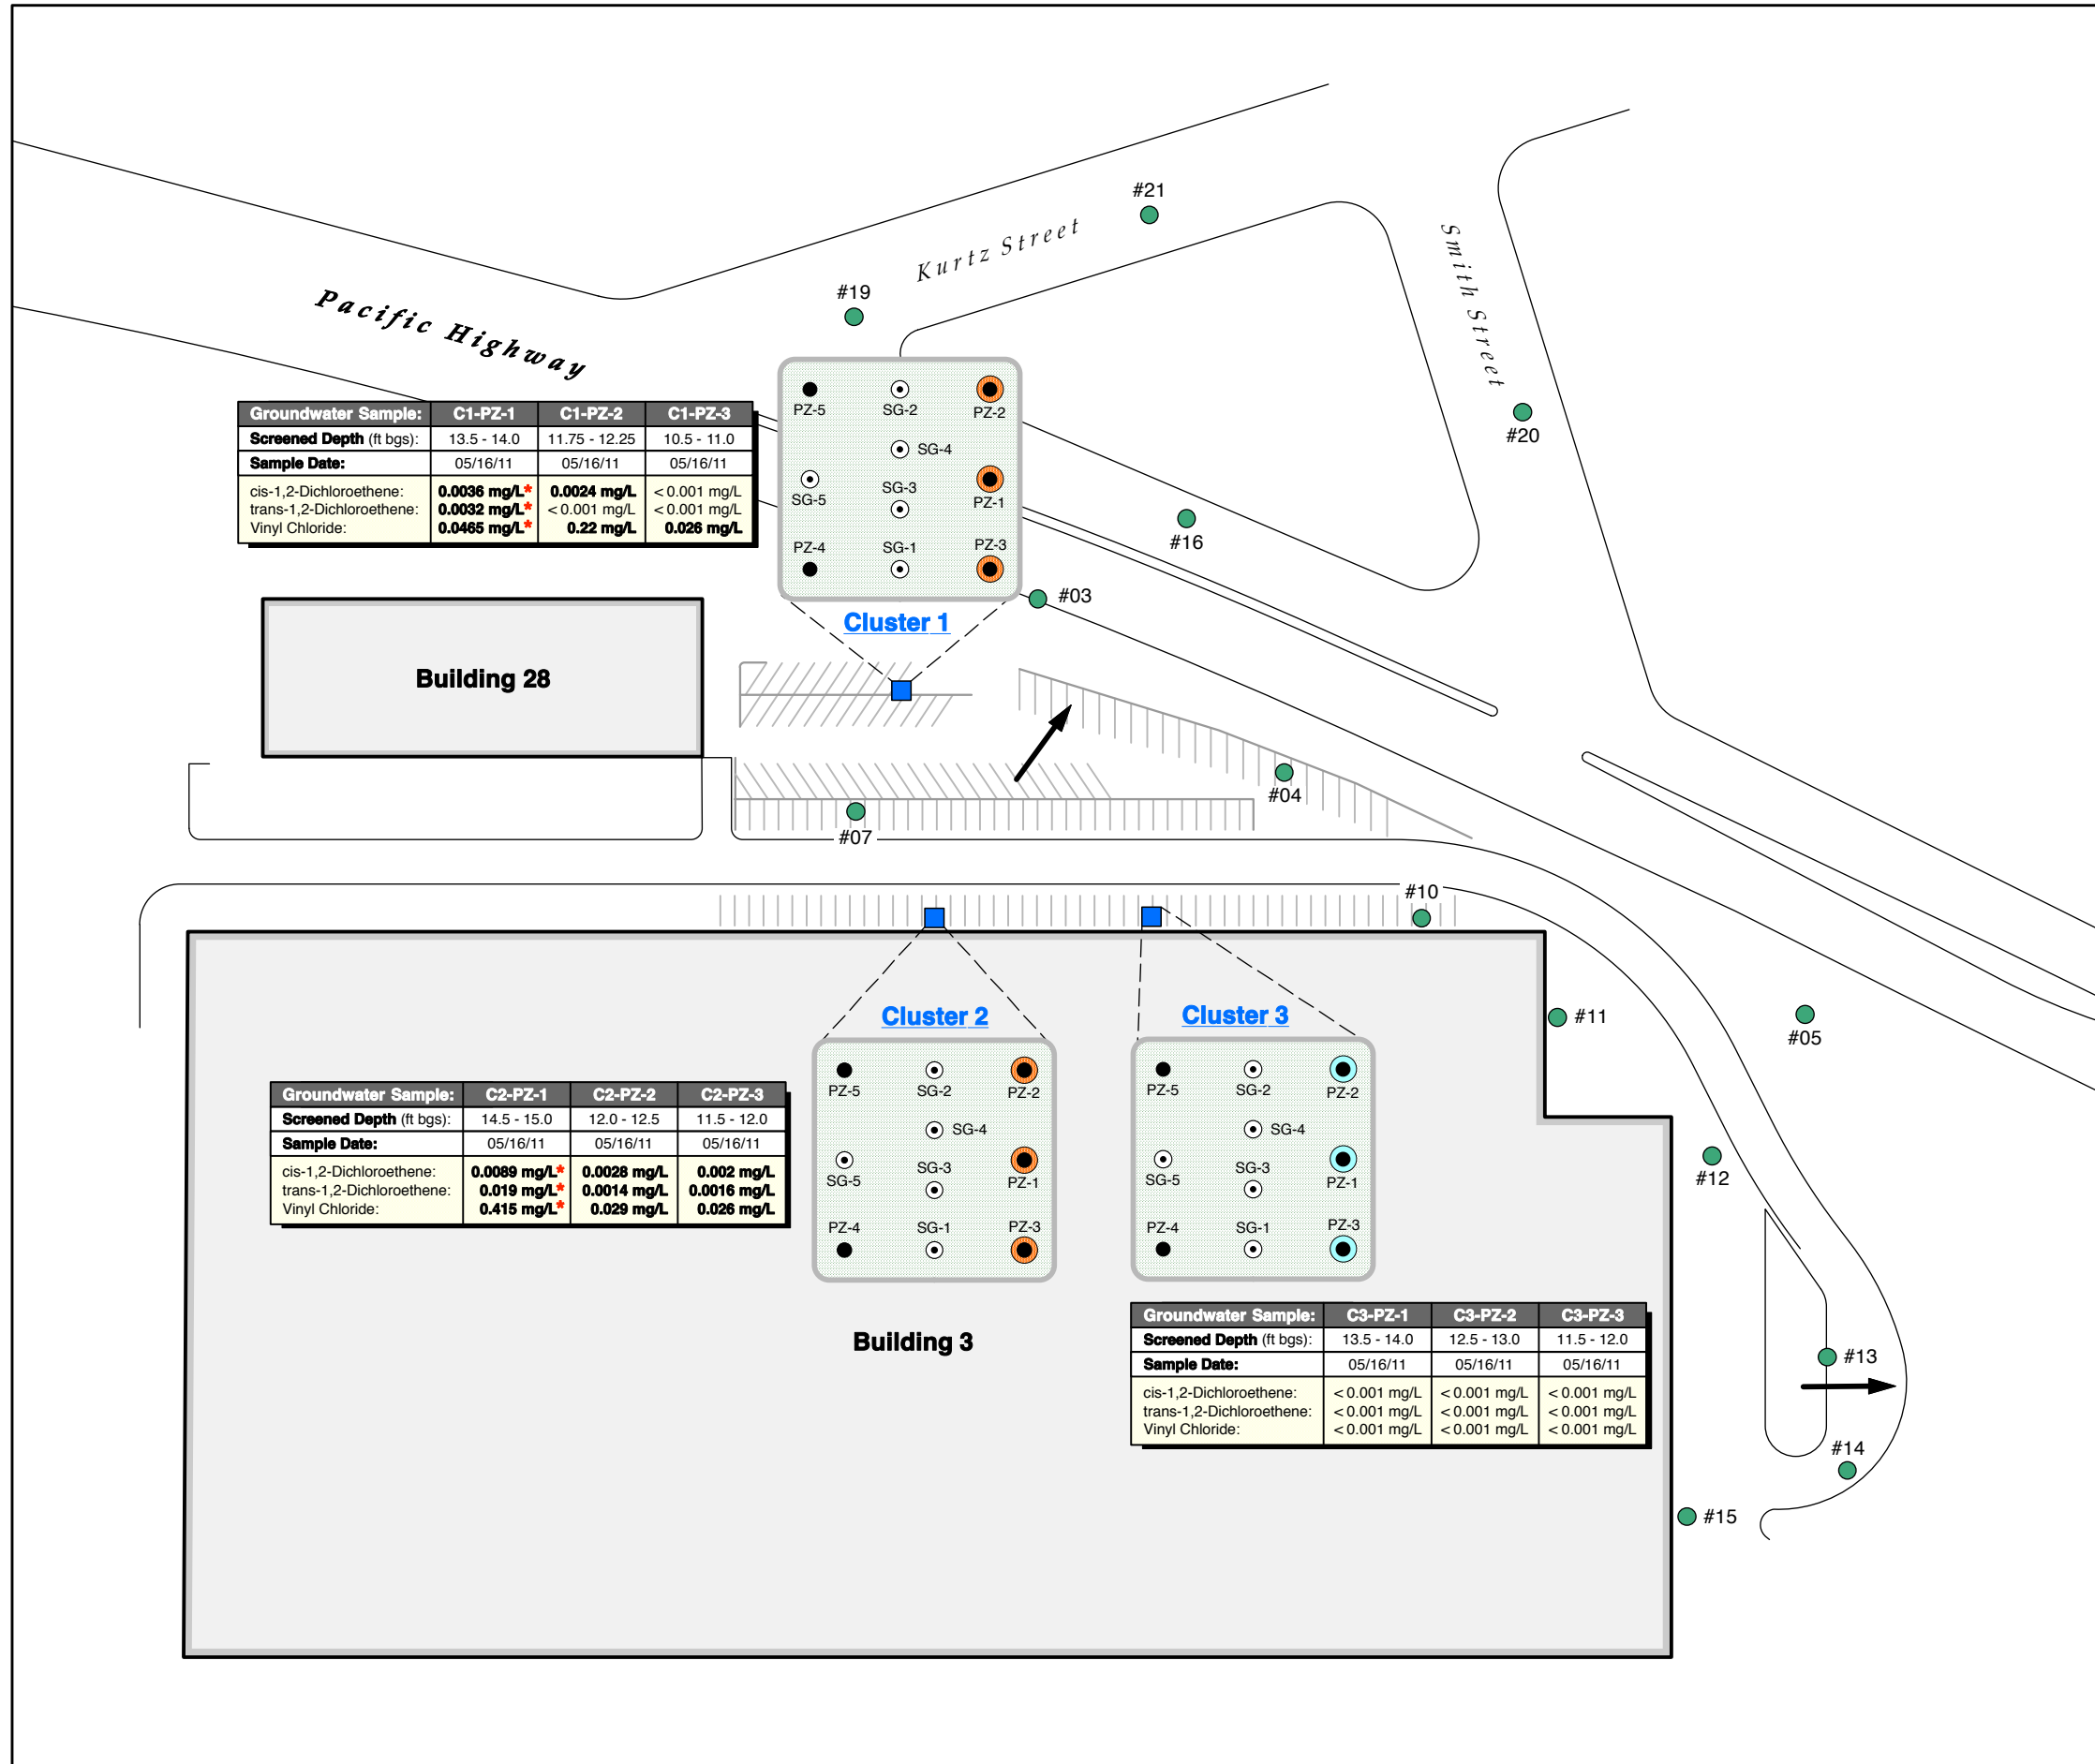 #21
Kurtz Street
Smith Street
#19
Pacific Highway
PZ-5 SG-2 PZ-2
SG-4
SG-3
SG-5 PZ-1
PZ-4 SG-1 PZ-3
Cluster 1
#20
#16
#03
Groundwater Sample: C1-PZ-1 C1-PZ-2 C1-PZ-3
Screened Depth (ft bgs): 13.5 - 14.0 11.75 - 12.25 10.5 - 11.0
Sample Date: 05/16/11 05/16/11 05/16/11
cis-1,2-Dichloroethene: 0.0036 mg/L* 0.0024 mg/L < 0.001 mg/L
trans-1,2-Dichloroethene: 0.0032 mg/L* < 0.001 mg/L < 0.001 mg/L
Vinyl Chloride: 0.0465 mg/L* 0.22 mg/L 0.026 mg/L
Building 28
#04
#07
#10
#11
#05
Cluster 2
PZ-5 SG-2 PZ-2
SG-4
SG-3
SG-5 PZ-1
PZ-4 SG-1 PZ-3
Cluster 3
PZ-5 SG-2 PZ-2
SG-4
SG-3
SG-5 PZ-1
PZ-4 SG-1 PZ-3
Groundwater Sample: C2-PZ-1 C2-PZ-2 C2-PZ-3
Screened Depth (ft bgs): 14.5 - 15.0 12.0 - 12.5 11.5 - 12.0
Sample Date: 05/16/11 05/16/11 05/16/11
cis-1,2-Dichloroethene: 0.0089 mg/L* 0.0028 mg/L 0.002 mg/L
trans-1,2-Dichloroethene: 0.019 mg/L* 0.0014 mg/L 0.0016 mg/L
Vinyl Chloride: 0.415 mg/L* 0.029 mg/L 0.026 mg/L
#12
Building 3
Groundwater Sample: C3-PZ-1 C3-PZ-2 C3-PZ-3
Screened Depth (ft bgs): 13.5 - 14.0 12.5 - 13.0 11.5 - 12.0
Sample Date: 05/16/11 05/16/11 05/16/11
cis-1,2-Dichloroethene: < 0.001 mg/L < 0.001 mg/L < 0.001 mg/L
trans-1,2-Dichloroethene: < 0.001 mg/L < 0.001 mg/L < 0.001 mg/L
Vinyl Chloride: < 0.001 mg/L < 0.001 mg/L < 0.001 mg/L
#13
#14
#15